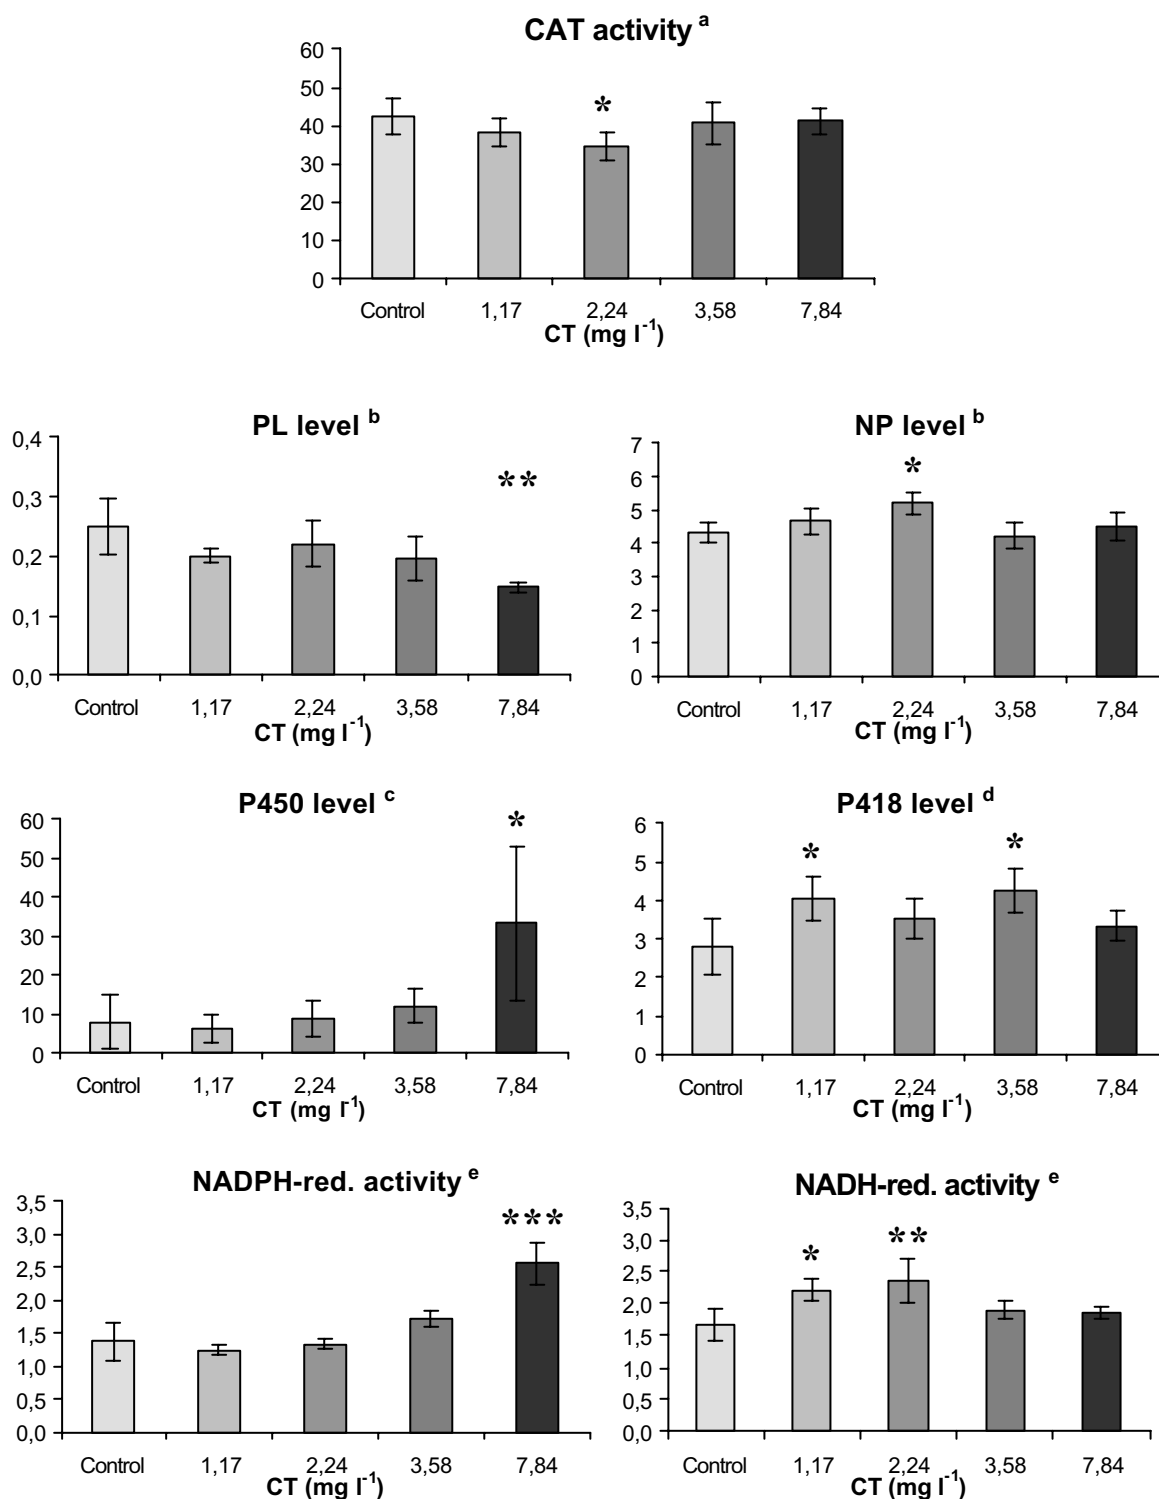 CAT activity a
60
50
40
30
20
10
0
*
Control 1,17 2,24 3,58 7,84
CT (mg l-1)
PL level b
0,4
0,3
0,2
0,1
0,0
**
Control 1,17 2,24 3,58 7,84
CT (mg l-1)
NP level b
7
6
5
4
3
2
1
0
*
Control 1,17 2,24 3,58 7,84
CT (mg l-1)
P450 level c
60
50
40
30
20
10
0
*
Control 1,17 2,24 3,58 7,84
CT (mg l-1)
P418 level d
6
5
4
3
2
1
0
* *
Control 1,17 2,24 3,58 7,84
CT (mg l-1)
NADPH-red. activity e
3,5
3,0
2,5
2,0
1,5
1,0
0,5
0,0
***
Control 1,17 2,24 3,58 7,84
CT (mg l-1)
NADH-red. activity e
3,5
3,0
2,5
2,0
1,5
1,0
0,5
0,0
* **
Control 1,17 2,24 3,58 7,84
CT (mg l-1)